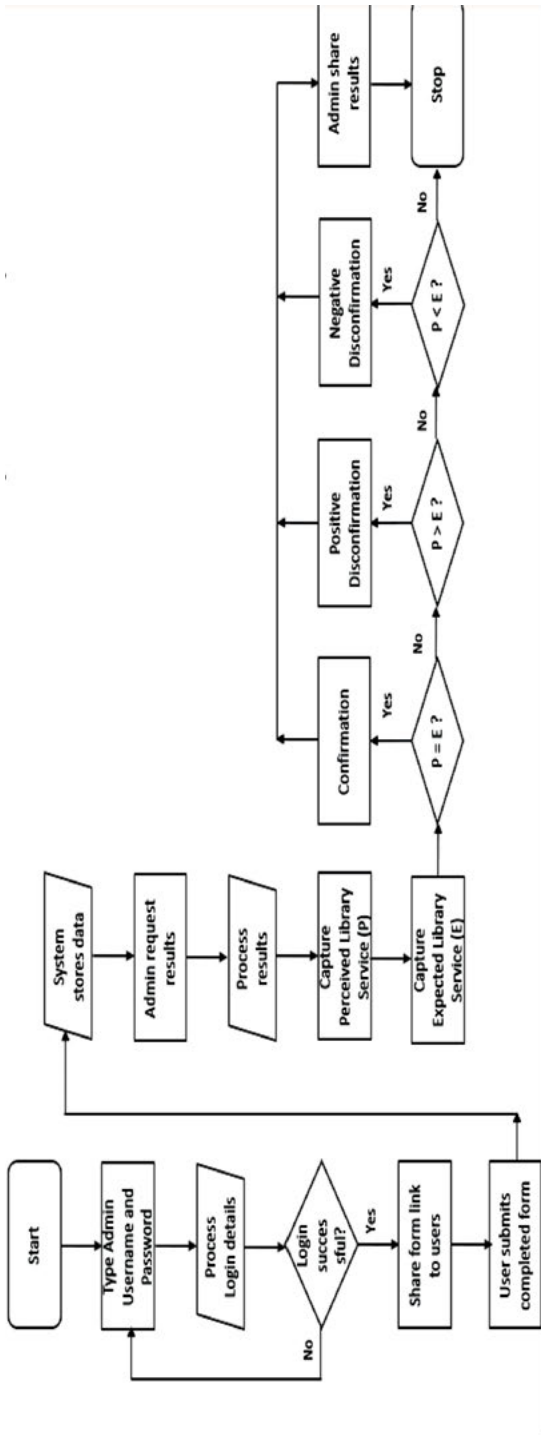 Start
Type Admin
Username and
Password
Process
Login details
Login
succes
sful?
No
Yes
Share form link
to users
User submits
completed form
System
stores data
Admin request
results
Process
results
Capture
Perceived Library
Service (P)
Capture
Expected Library
Service (E)
P = E ?
Yes
Confirmation
No
P > E ?
Yes
Positive
Disconfirmation
No
P < E ?
Yes
Negative
Disconfirmation
No
Admin share
results
Stop